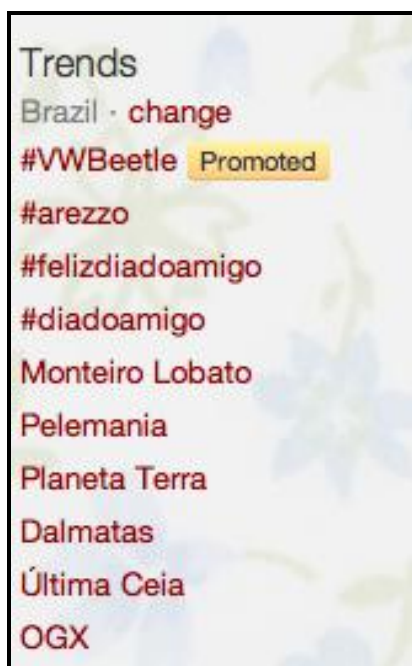 Trends
Brazil · change
#VWBeetle Promoted
#arezzo
#felizdiadoamigo
#diadoamigo
Monteiro Lobato
Pelemania
Planeta Terra
Dalmatas
Última Ceia
OGX